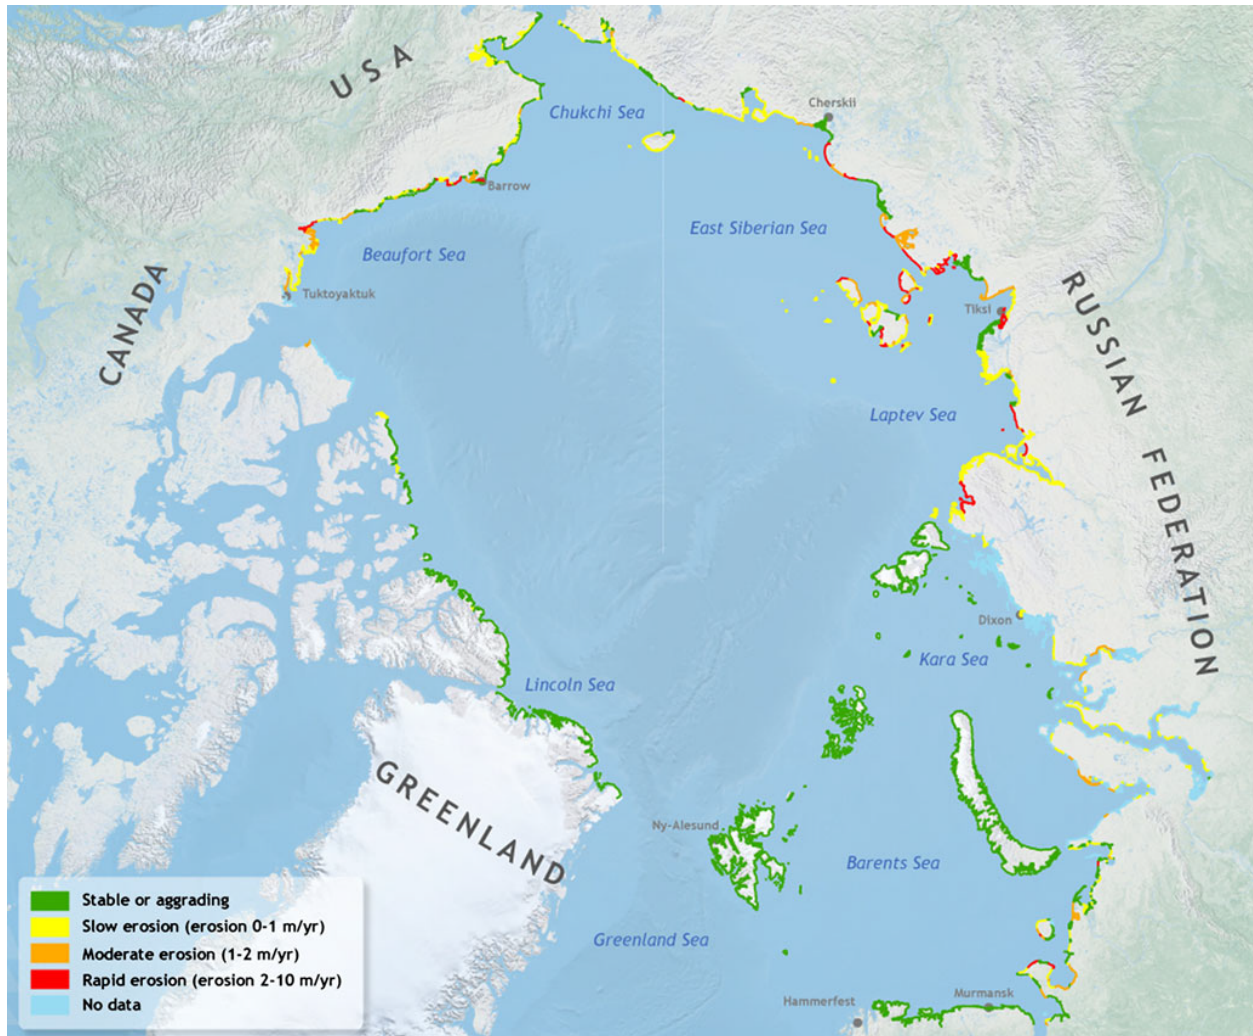 USA
Chukchi Sea
Cherskii
Barrow
East Siberian Sea
Beaufort Sea
CANADA
Tuktoyaktuk
Tiksi
RUSSIAN FEDERATION
Laptev Sea
Dixon
Kara Sea
Lincoln Sea
GREENLAND
Ny-Alesund
Barents Sea
Greenland Sea
Hammerfest
Murmansk
Stable or aggrading
Slow erosion (erosion 0-1 m/yr)
Moderate erosion (1-2 m/yr)
Rapid erosion (erosion 2-10 m/yr)
No data